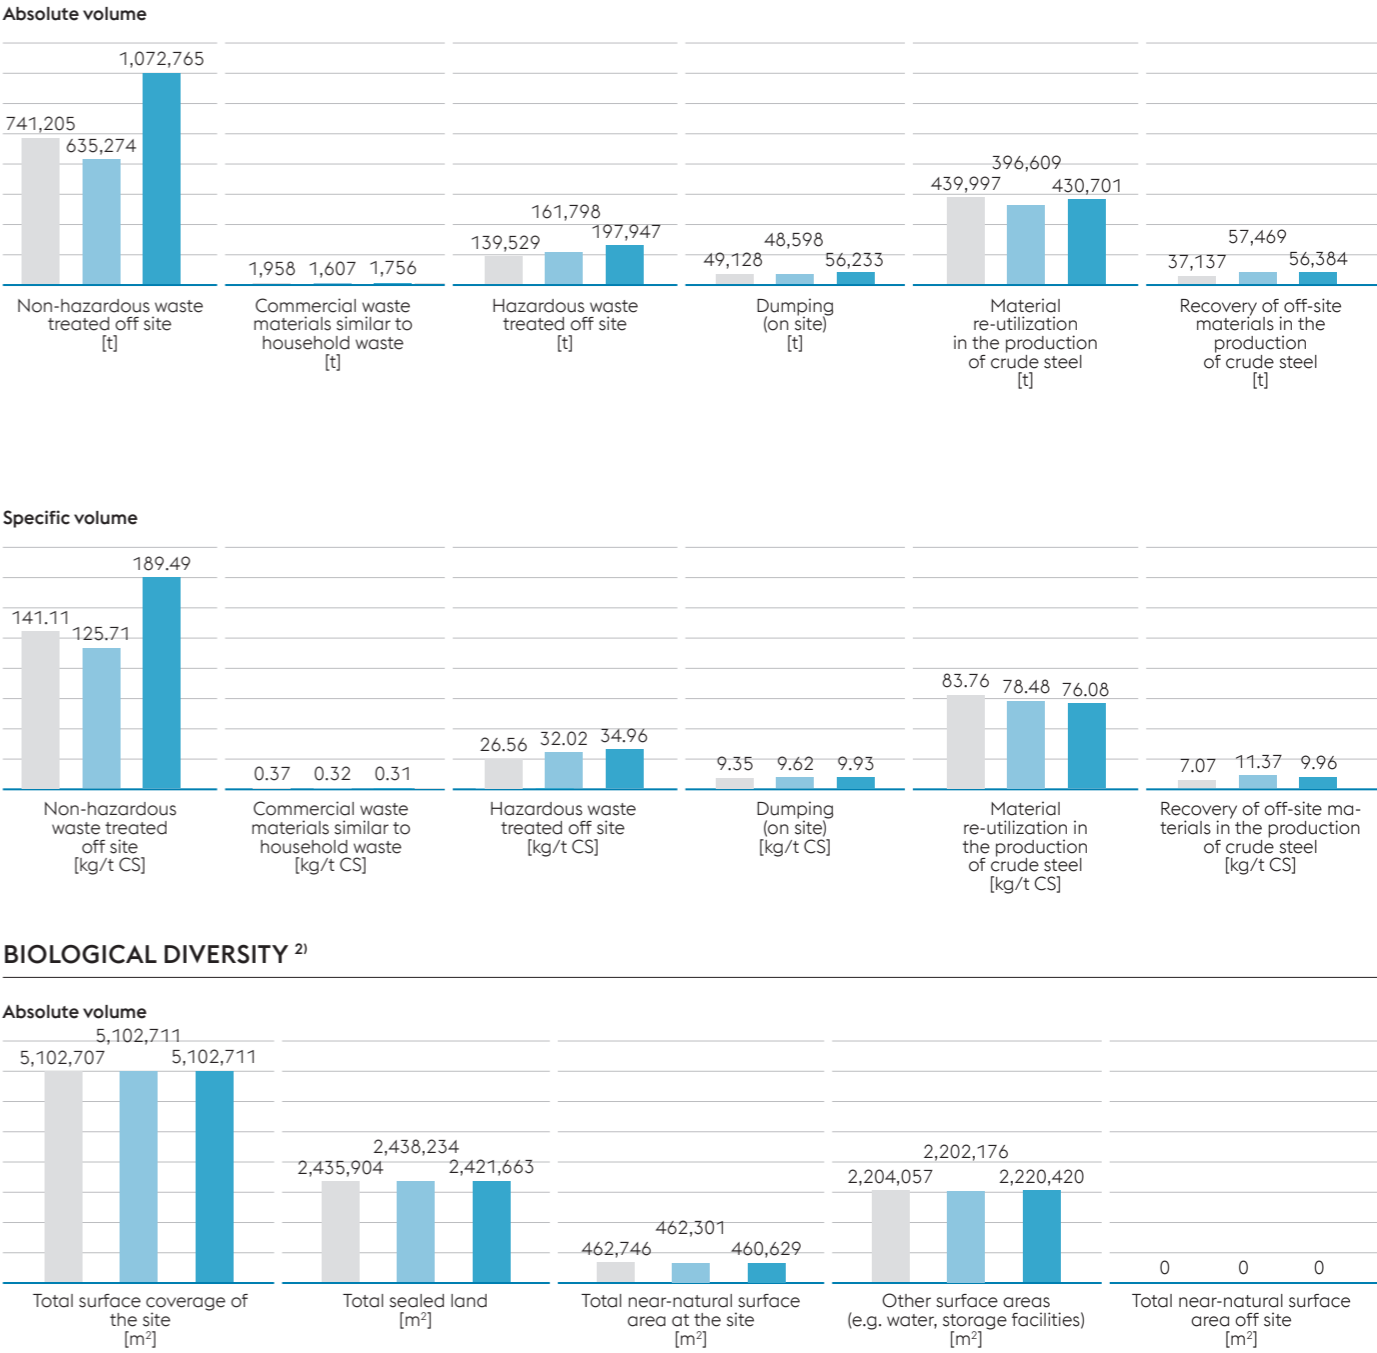 Absolute volume
741,205
635,274
1,072,765
1,958
1,607
1,756
139,529
161,798
197,947
49,128
48,598
56,233
439,997
396,609
430,701
37,137
57,469
56,384
Non-hazardous waste
treated off site
[t]
Commercial waste
materials similar to
household waste
[t]
Hazardous waste
treated off site
[t]
Dumping
(on site)
[t]
Material
re-utilization
in the production
of crude steel
[t]
Recovery of off-site
materials in the
production
of crude steel
[t]
Specific volume
141.11
125.71
189.49
0.37
0.32
0.31
26.56
32.02
34.96
9.35
9.62
9.93
83.76
78.48
76.08
7.07
11.37
9.96
Non-hazardous
waste treated
off site
[kg/t CS]
Commercial waste
materials similar to
household waste
[kg/t CS]
Hazardous waste
treated off site
[kg/t CS]
Dumping
(on site)
[kg/t CS]
Material
re-utilization in
the production
of crude steel
[kg/t CS]
Recovery of off-site ma-
terials in the production
of crude steel
[kg/t CS]
BIOLOGICAL DIVERSITY 2)
Absolute volume
5,102,707
5,102,711
5,102,711
2,435,904
2,438,234
2,421,663
462,746
462,301
460,629
2,204,057
2,202,176
2,220,420
0
0
0
Total surface coverage of
the site
[m²]
Total sealed land
[m²]
Total near-natural surface
area at the site
[m²]
Other surface areas
(e.g. water, storage facilities)
[m²]
Total near-natural surface
area off site
[m²]